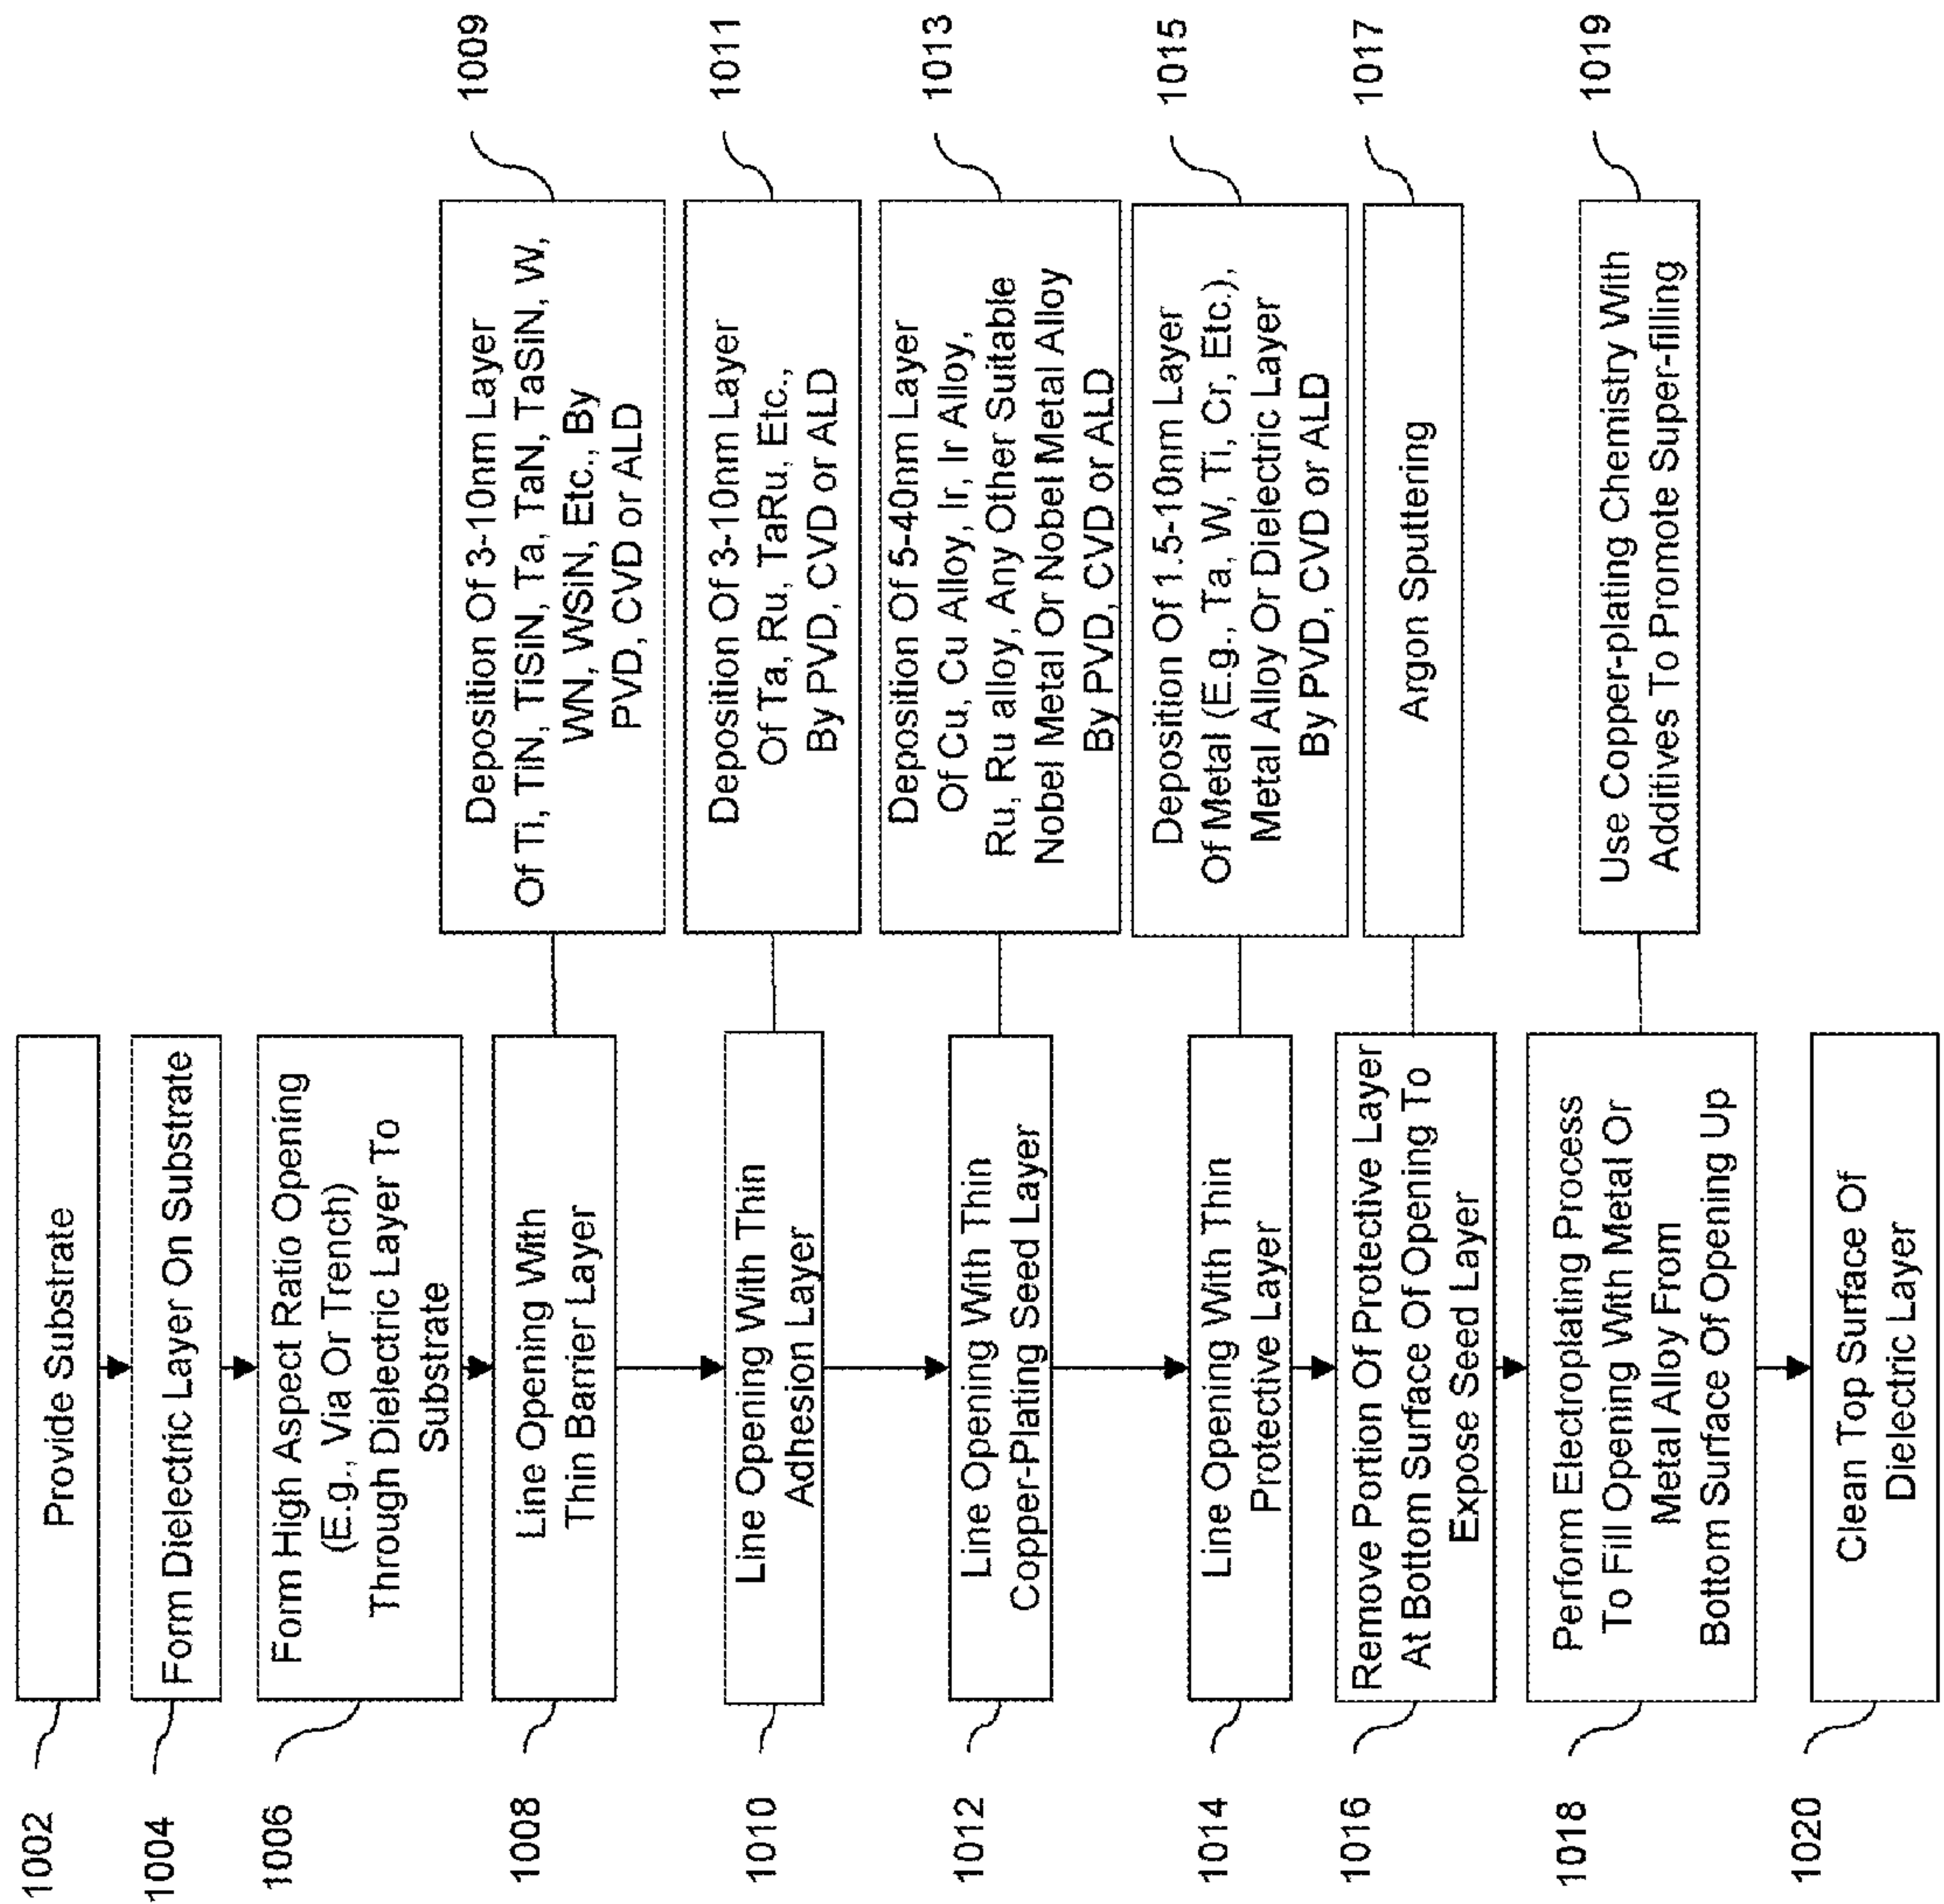 1002
Provide Substrate
1004
Form Dielectric Layer On Substrate
1006
Form High Aspect Ratio Opening
(E.g., Via Or Trench)
Through Dielectric Layer To
Substrate
1008
Line Opening With
Thin Barrier Layer
Deposition Of 3-10nm Layer
Of Ti, TiN, TiSiN, Ta, TaN, TaSiN, W,
WN, WSiN, Etc., By
PVD, CVD or ALD
1009
1010
Line Opening With Thin
Adhesion Layer
Deposition Of 3-10nm Layer
Of Ta, Ru, TaRu, Etc.,
By PVD, CVD or ALD
1011
1012
Line Opening With Thin
Copper-Plating Seed Layer
Deposition Of 5-40nm Layer
Of Cu, Cu Alloy, Ir, Ir Alloy,
Ru, Ru alloy, Any Other Suitable
Nobel Metal Or Nobel Metal Alloy
By PVD, CVD or ALD
1013
1014
Line Opening With Thin
Protective Layer
Deposition Of 1.5-10nm Layer
Of Metal (E.g., Ta, W, Ti, Cr, Etc.),
Metal Alloy Or Dielectric Layer
By PVD, CVD or ALD
1015
1016
Remove Portion Of Protective Layer
At Bottom Surface Of Opening To
Expose Seed Layer
Argon Sputtering
1017
1018
Perform Electroplating Process
To Fill Opening With Metal Or
Metal Alloy From
Bottom Surface Of Opening Up
Use Copper-plating Chemistry With
Additives To Promote Super-filling
1019
1020
Clean Top Surface Of
Dielectric Layer